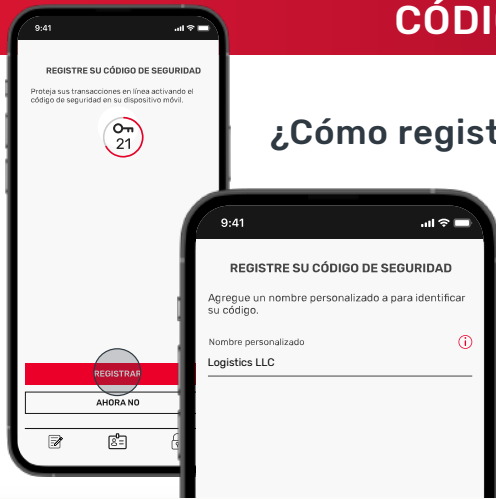 CÓDI
¿Cómo regist
9:41
REGISTRE SU CÓDIGO DE SEGURIDAD
Proteja sus transacciones en línea activando el
código de seguridad en su dispositivo móvil.
21
REGISTRAR
AHORA NO
9:41
REGISTRE SU CÓDIGO DE SEGURIDAD
Agregue un nombre personalizado a para identificar
su código.
Nombre personalizado
Logistics LLC